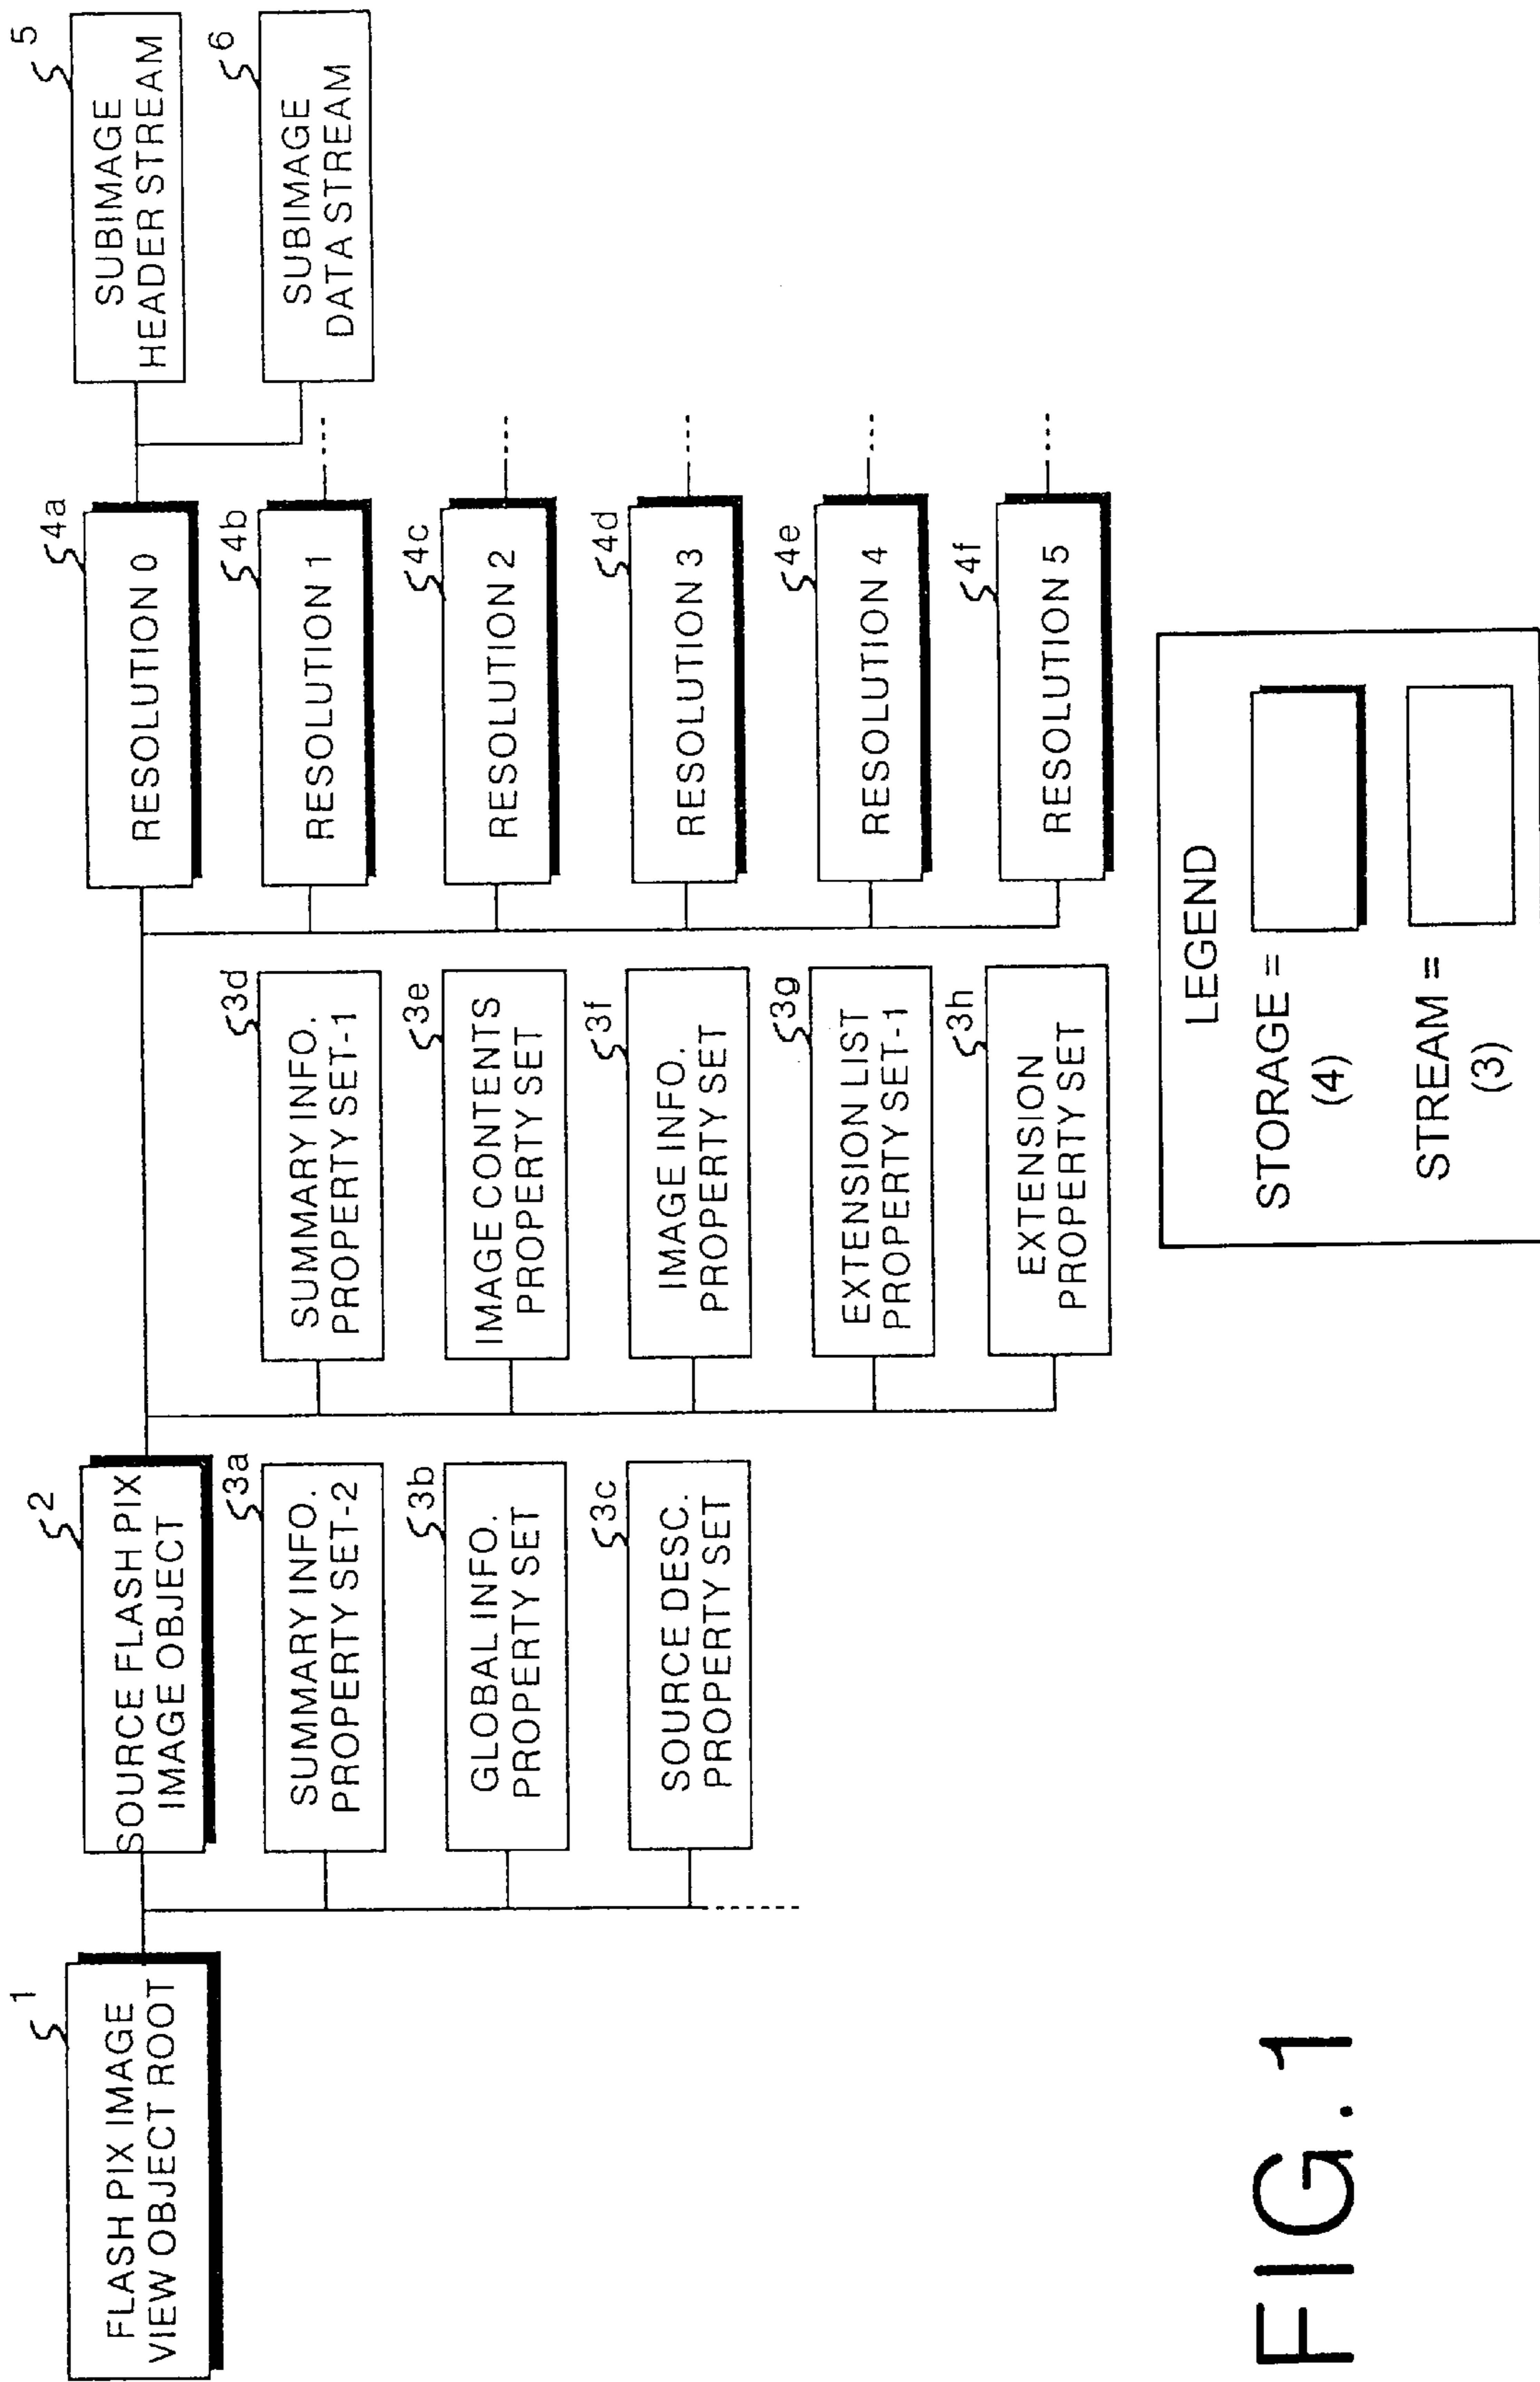 1
FLASH PIX IMAGE
VIEW OBJECT ROOT
2
SOURCE FLASH PIX
IMAGE OBJECT
3a
SUMMARY INFO.
PROPERTY SET-2
3b
GLOBAL INFO.
PROPERTY SET
3c
SOURCE DESC.
PROPERTY SET
3d
SUMMARY INFO.
PROPERTY SET-1
3e
IMAGE CONTENTS
PROPERTY SET
3f
IMAGE INFO.
PROPERTY SET
3g
EXTENSION LIST
PROPERTY SET-1
3h
EXTENSION
PROPERTY SET
4a
RESOLUTION 0
4b
RESOLUTION 1
4c
RESOLUTION 2
4d
RESOLUTION 3
4e
RESOLUTION 4
4f
RESOLUTION 5
5
SUBIMAGE
HEADER STREAM
6
SUBIMAGE
DATA STREAM
LEGEND
STORAGE =
(4)
STREAM =
(3)
FIG. 1